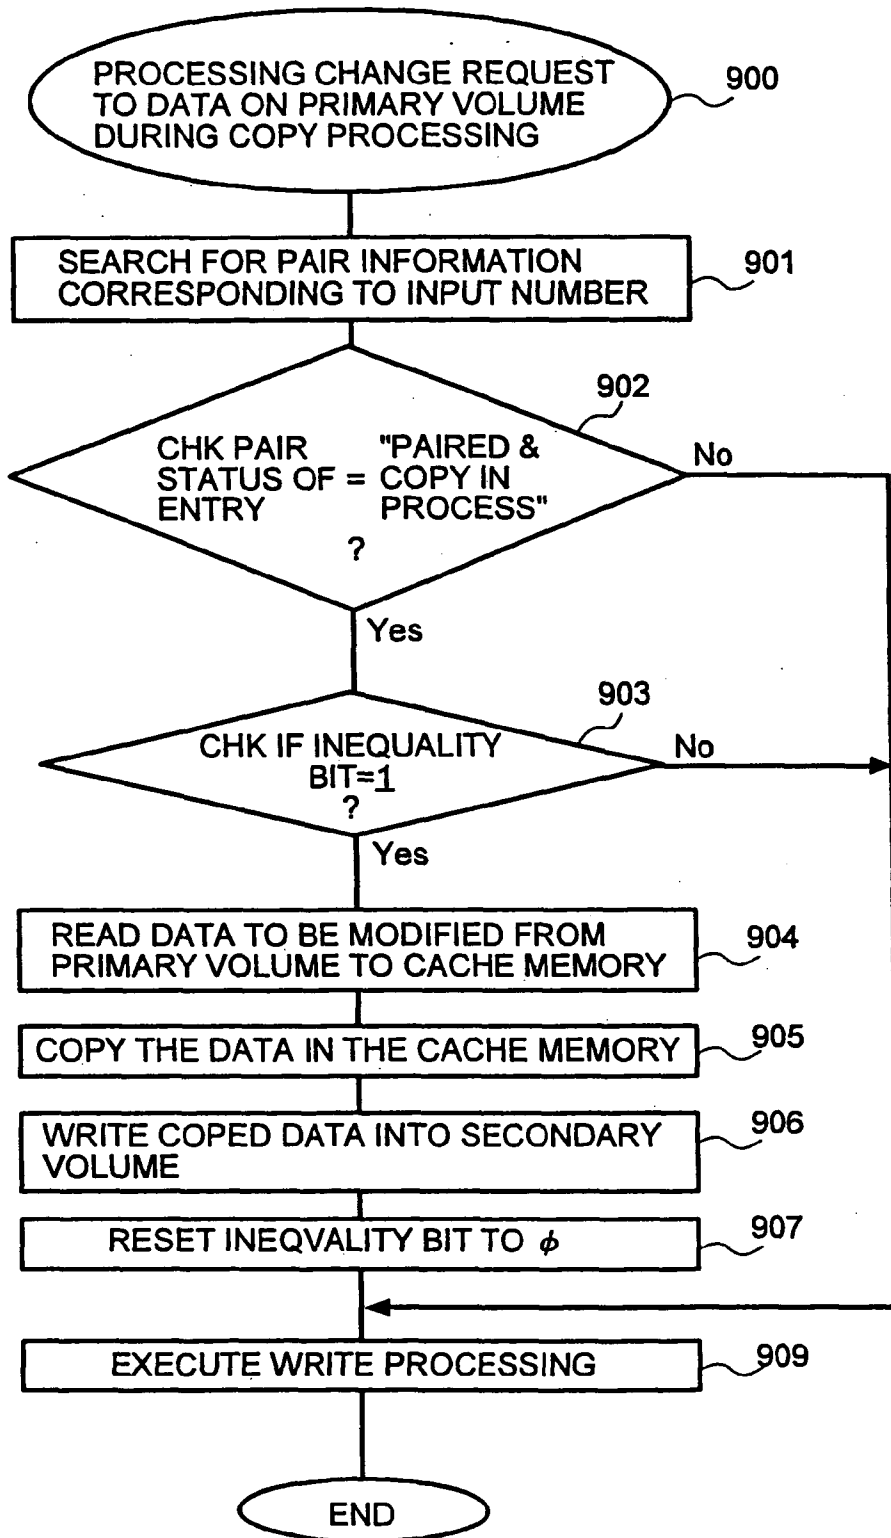 PROCESSING CHANGE REQUEST
TO DATA ON PRIMARY VOLUME
DURING COPY PROCESSING
900
SEARCH FOR PAIR INFORMATION
CORRESPONDING TO INPUT NUMBER
901
902
CHK PAIR "PAIRED &
STATUS OF = COPY IN
ENTRY PROCESS"
?
No
Yes
903
CHK IF INEQUALITY
BIT=1
?
No
Yes
READ DATA TO BE MODIFIED FROM
PRIMARY VOLUME TO CACHE MEMORY
904
COPY THE DATA IN THE CACHE MEMORY
905
WRITE COPED DATA INTO SECONDARY
VOLUME
906
RESET INEQVALITY BIT TO ϕ
907
EXECUTE WRITE PROCESSING
909
END